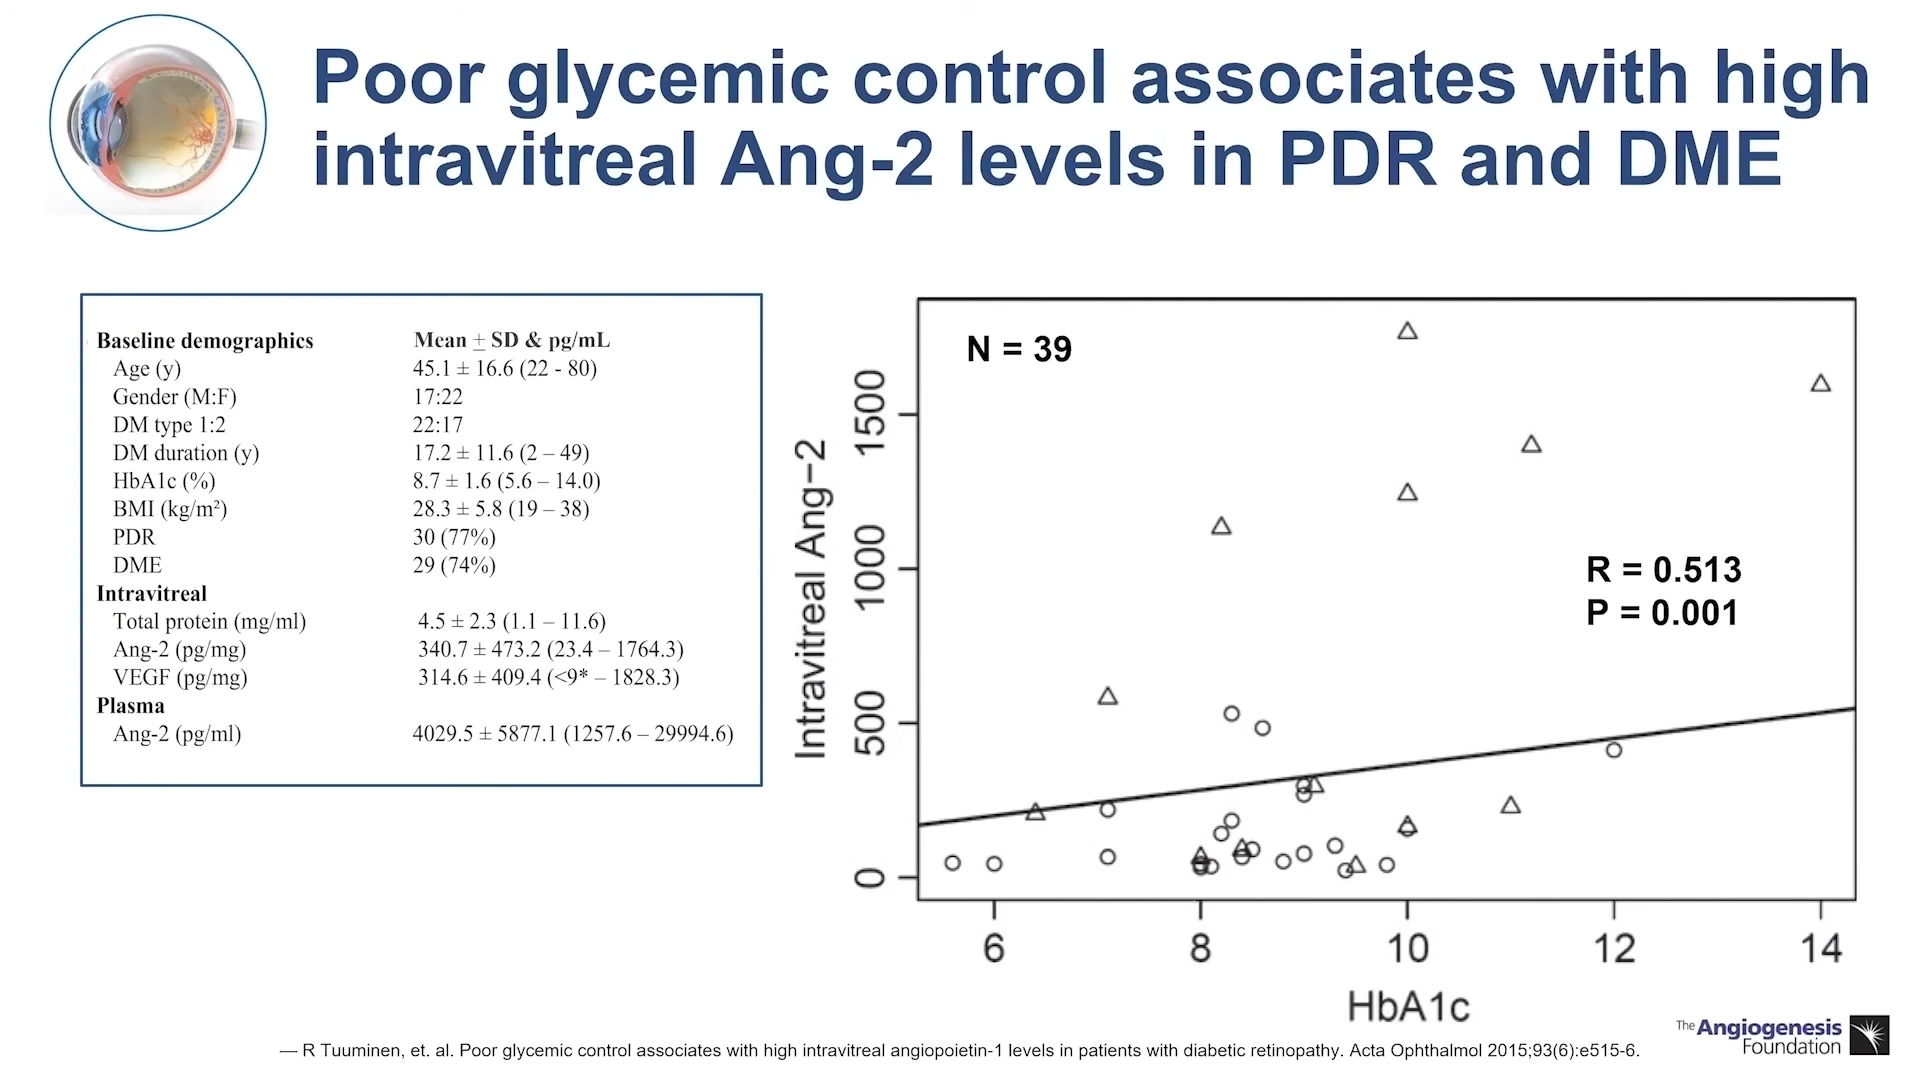 Poor glycemic control associates with high
intravitreal Ang-2 levels in PDR and DME
Baseline demographics Mean ± SD & pg/mL
Age (y) 45.1 ± 16.6 (22 - 80)
Gender (M:F) 17:22
DM type 1:2 22:17
DM duration (y) 17.2 ± 11.6 (2 – 49)
HbA1c (%) 8.7 ± 1.6 (5.6 – 14.0)
BMI (kg/m²) 28.3 ± 5.8 (19 – 38)
PDR 30 (77%)
DME 29 (74%)
Intravitreal
Total protein (mg/ml) 4.5 ± 2.3 (1.1 – 11.6)
Ang-2 (pg/mg) 340.7 ± 473.2 (23.4 – 1764.3)
VEGF (pg/mg) 314.6 ± 409.4 (<9* – 1828.3)
Plasma
Ang-2 (pg/ml) 4029.5 ± 5877.1 (1257.6 – 29994.6)
N = 39
R = 0.513
P = 0.001
Intravitreal Ang−2
1500
1000
500
0
6 8 10 12 14
HbA1c
— R Tuuminen, et. al. Poor glycemic control associates with high intravitreal angiopoietin-1 levels in patients with diabetic retinopathy. Acta Ophthalmol 2015;93(6):e515-6.
The Angiogenesis
Foundation